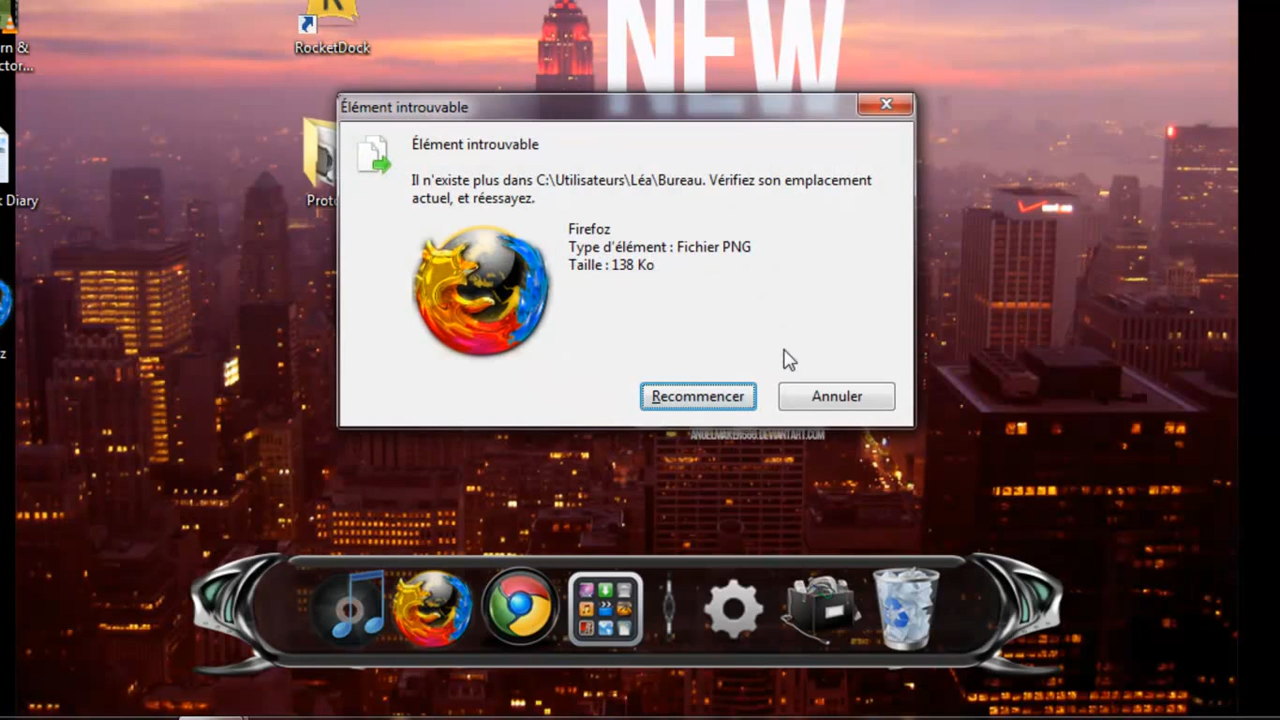 RocketDock
NEW
Élément introuvable
Élément introuvable
Il n'existe plus dans C:\Utilisateurs\Léa\Bureau. Vérifiez son emplacement
actuel, et réessayez.
Firefoz
Type d'élément : Fichier PNG
Taille : 138 Ko
Diary
Recommencer
Annuler